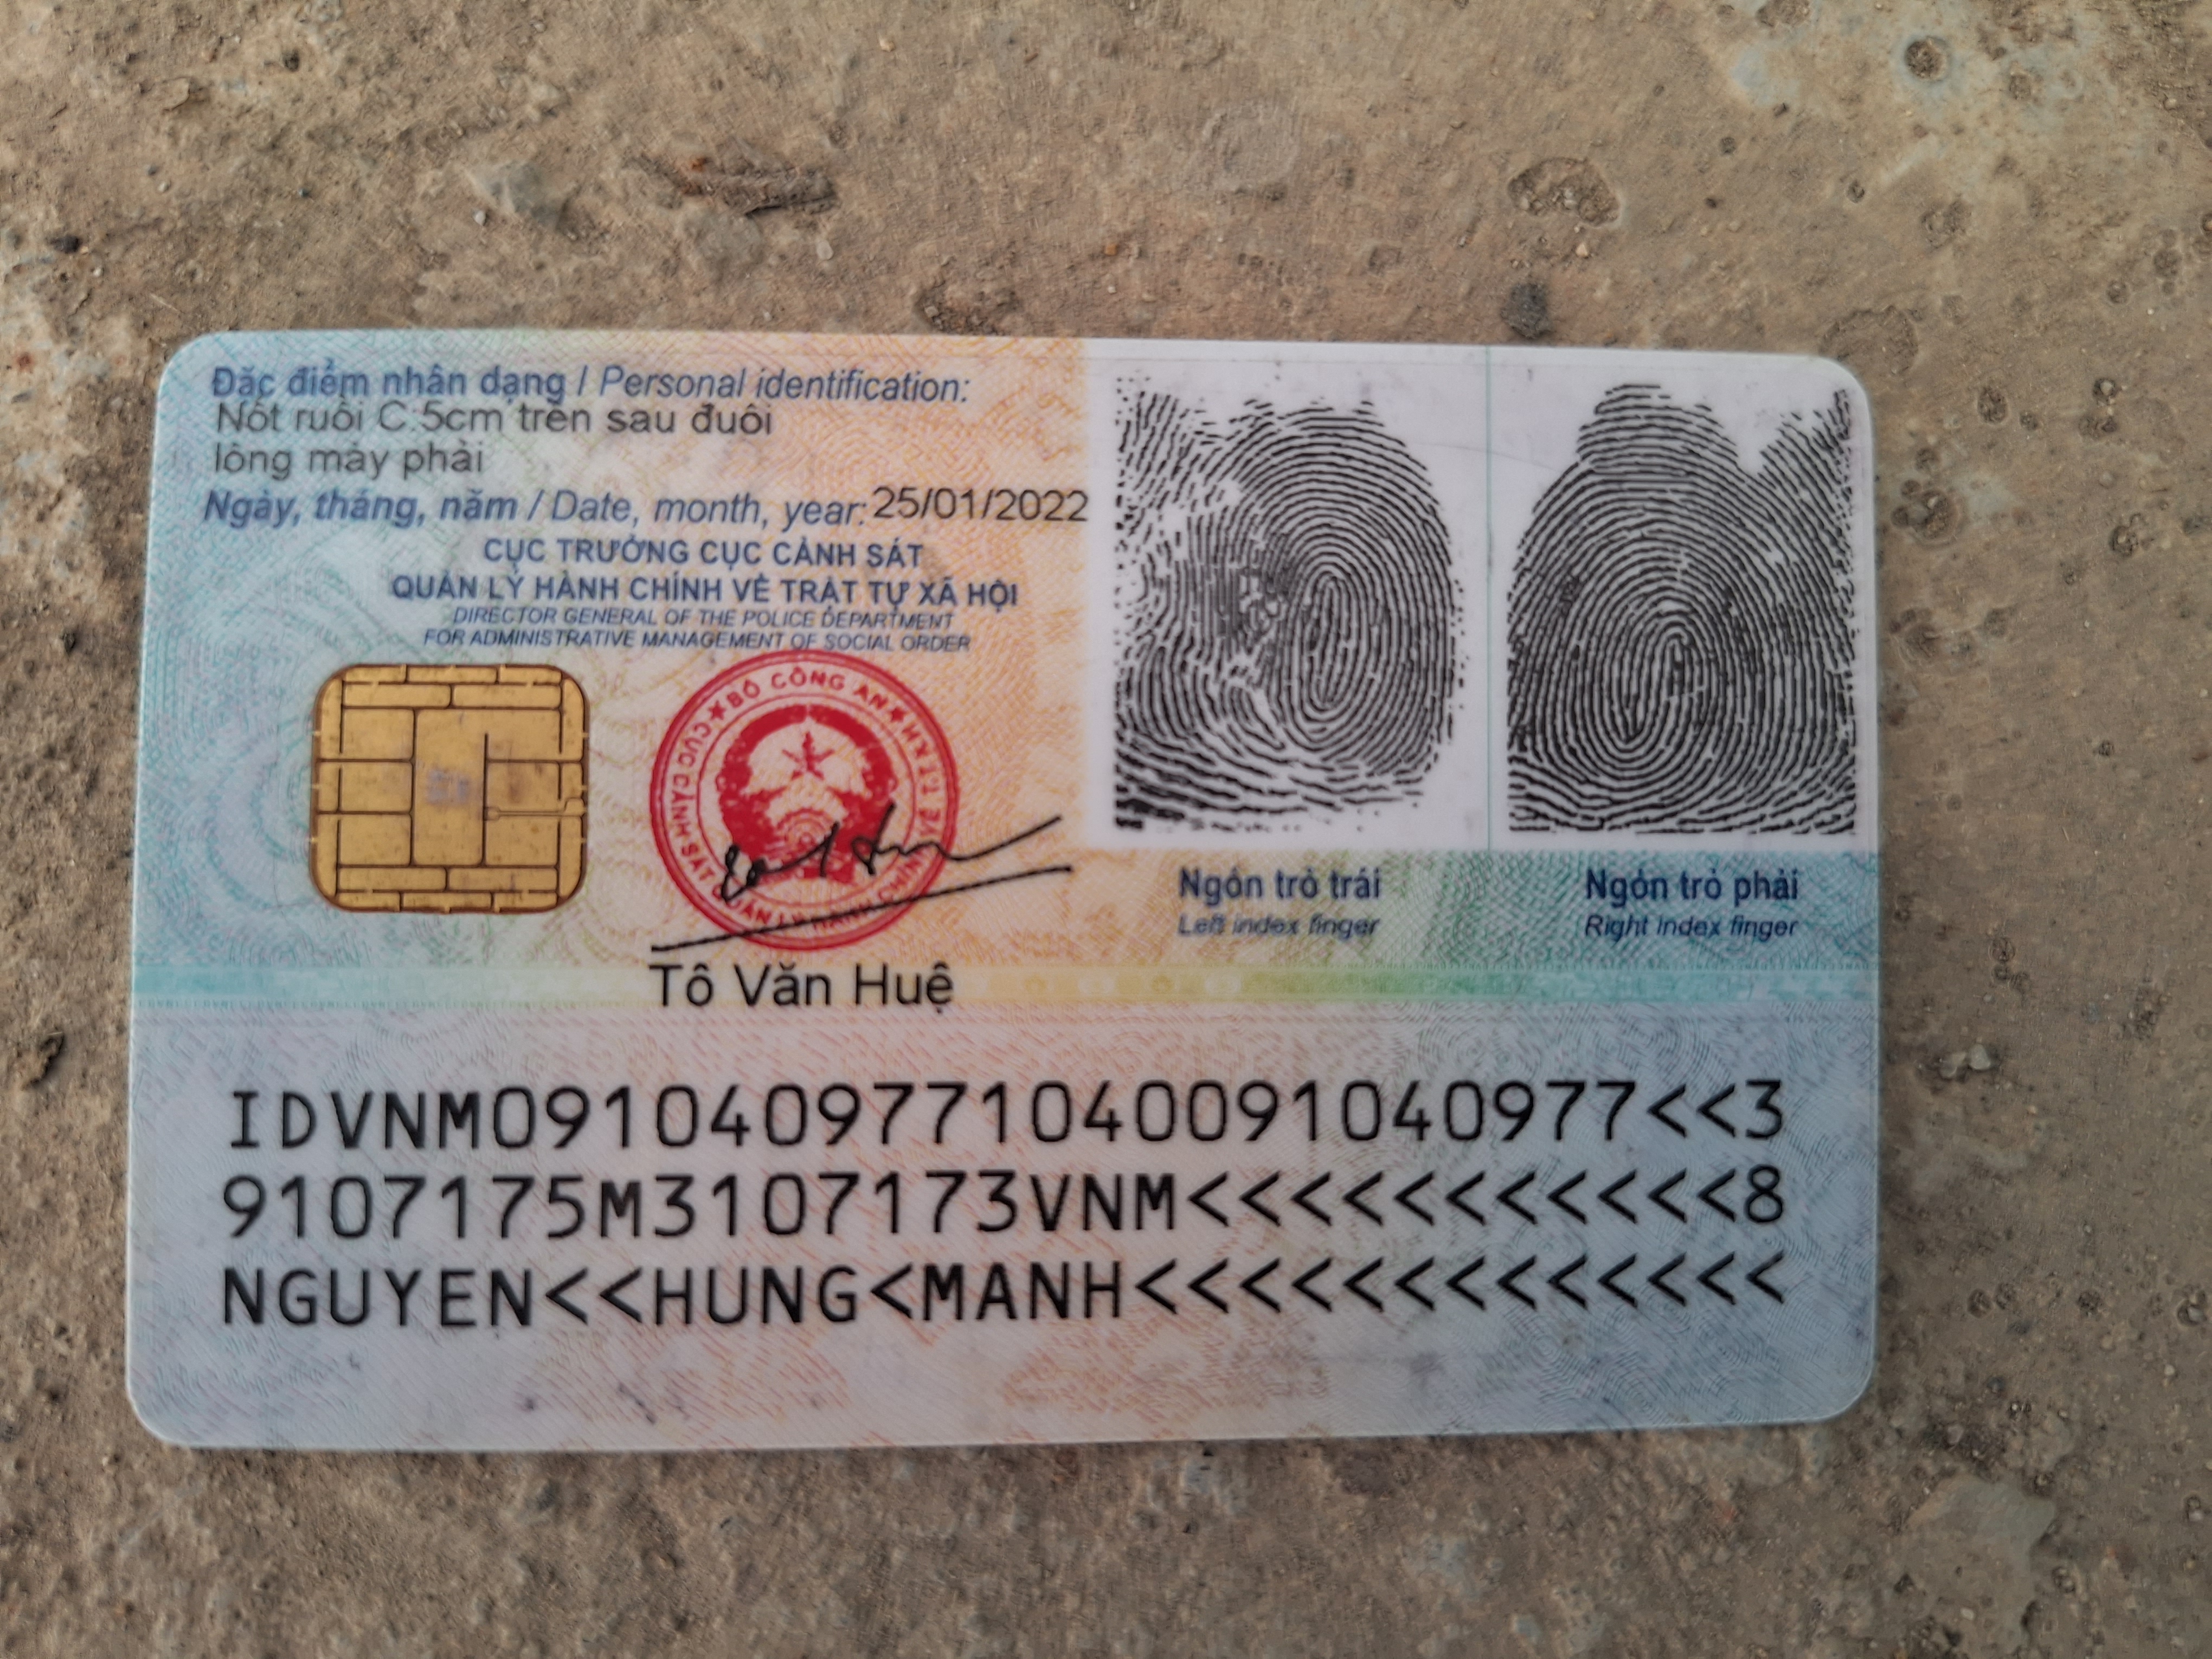 Đặc điểm nhân dạng / Personal identification:
Nốt ruồi C.5cm trên sau đuôi
lông mày phải
Ngày, tháng, năm / Date, month, year: 25/01/2022
CỤC TRƯỞNG CỤC CẢNH SÁT
QUẢN LÝ HÀNH CHÍNH VỀ TRẬT TỰ XÃ HỘI
DIRECTOR GENERAL OF THE POLICE DEPARTMENT
FOR ADMINISTRATIVE MANAGEMENT OF SOCIAL ORDER
BỘ CÔNG AN
CỤC CẢNH SÁT QUẢN LÝ HÀNH CHÍNH VỀ T.T.X.H
Tô Văn Huệ
Ngón trỏ trái
Left index finger
Ngón trỏ phải
Right index finger
IDVNM0910409771040091040977<<3
9107175M3107173VNM<<<<<<<<<<<8
NGUYEN<<HUNG<MANH<<<<<<<<<<<<<